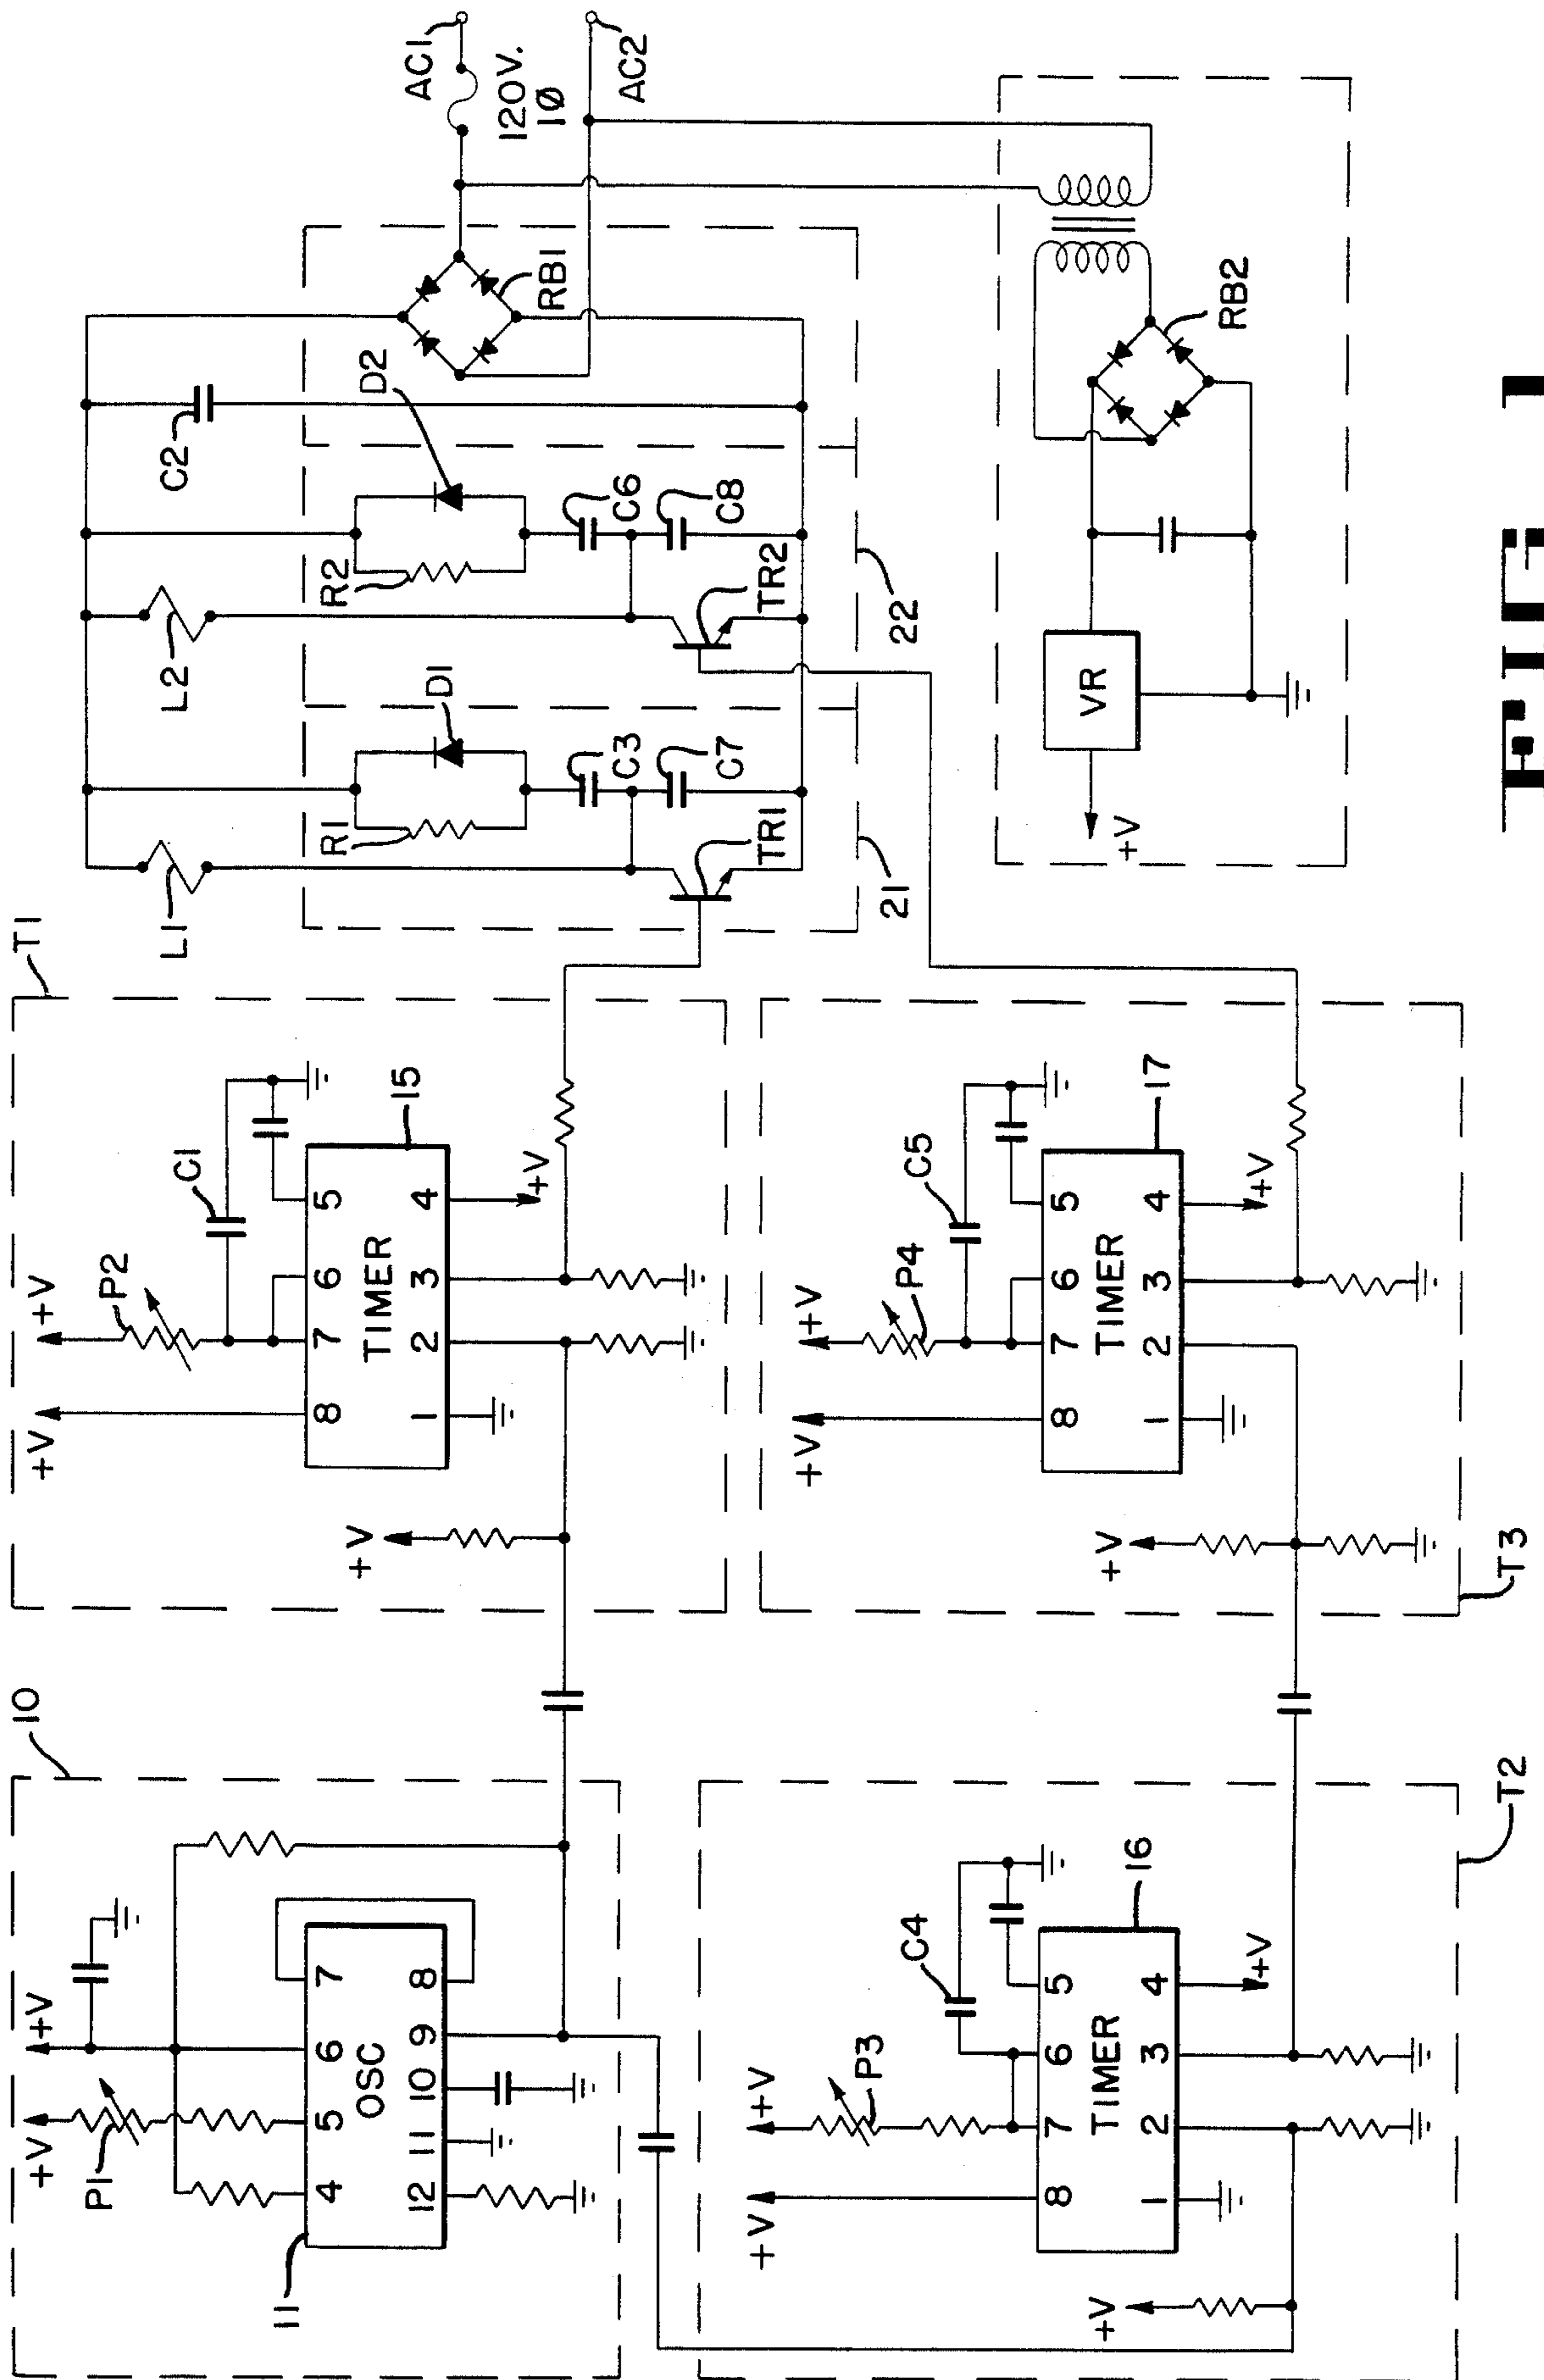 10
+V
+V
P1
4
5
6
7
OSC
12
11
10
9
8
11
T1
+V
+V
P2
C1
+V
8
7
6
5
TIMER
15
1
2
3
4
+V
L1
L2
C2
R1
D1
R2
D2
C3
C7
TR1
C6
C8
TR2
RB1
21
22
AC1
120V.
1Ø
AC2
T2
+V
+V
P3
C4
8
7
6
5
TIMER
16
1
2
3
4
+V
+V
T3
+V
+V
P4
C5
8
7
6
5
TIMER
17
1
2
3
4
+V
+V
+V
VR
RB2
FIG 1